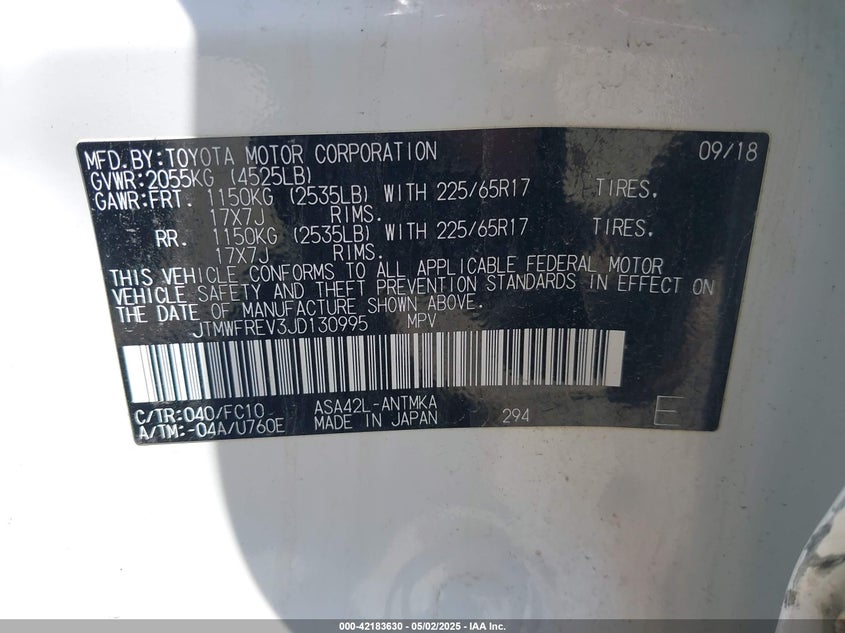 MFD.BY:TOYOTA MOTOR CORPORATION 09/18
GVWR:2055KG (4525LB)
GAWR:FRT. 1150KG (2535LB) WITH 225/65R17 TIRES.
17X7J RIMS.
RR. 1150KG (2535LB) WITH 225/65R17 TIRES.
17X7J RIMS.
THIS VEHICLE CONFORMS TO ALL APPLICABLE FEDERAL MOTOR
VEHICLE SAFETY AND THEFT PREVENTION STANDARDS IN EFFECT ON
THE DATE OF MANUFACTURE SHOWN ABOVE.
JTMWFREV3JD130995 MPV
C/TR:040/FC10 ASA42L-ANTMKA
A/TM:-04A/U760E MADE IN JAPAN 294 E
000-42183630 - 05/02/2025 - IAA Inc.